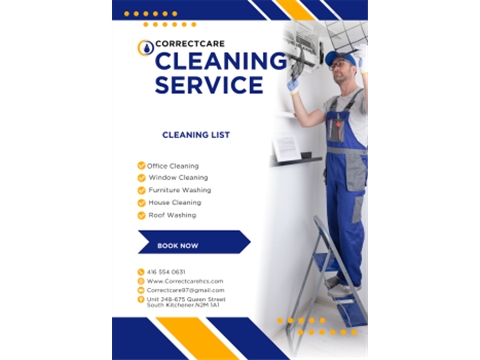 CORRECTCARE
CLEANING
SERVICE
CLEANING LIST
Office Cleaning
Window Cleaning
Furniture Washing
House Cleaning
Roof Washing
BOOK NOW
416 554 0631
Www.Correctcarehcs.com
Correctcare97@gmail.com
Unit 248-675 Queen Street
South Kitchener.N2M 1A1